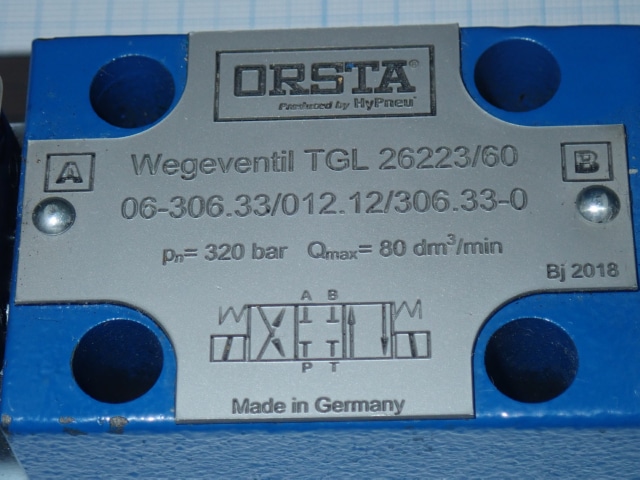 ORSTA®
Produced by HyPneu
A
B
Wegeventil TGL 26223/60
06-306.33/012.12/306.33-0
pₙ= 320 bar Qₘₐₓ= 80 dm³/min
Bj 2018
A B
P T
Made in Germany